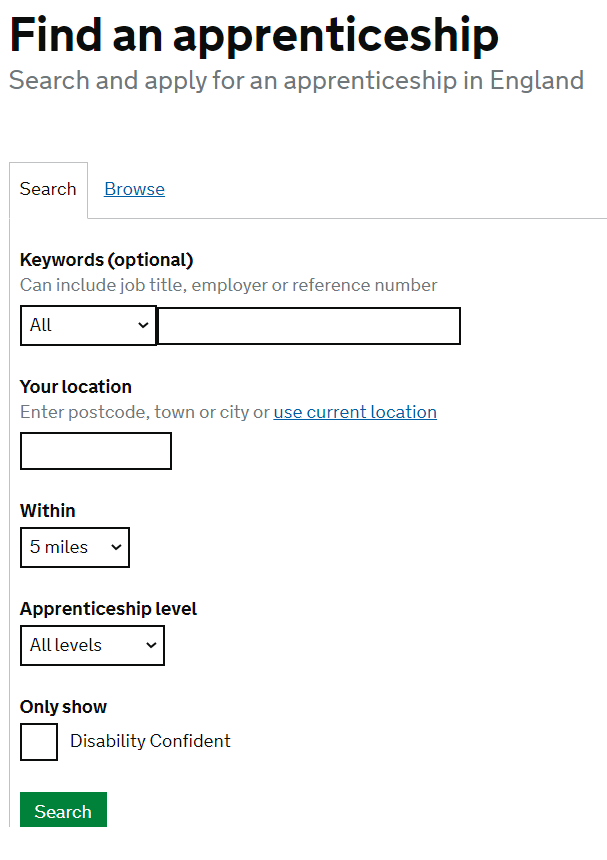 Find an apprenticeship
Search and apply for an apprenticeship in England
Search Browse
Keywords (optional)
Can include job title, employer or reference number
All
Your location
Enter postcode, town or city or use current location
Within
5 miles
Apprenticeship level
All levels
Only show
Disability Confident
Search